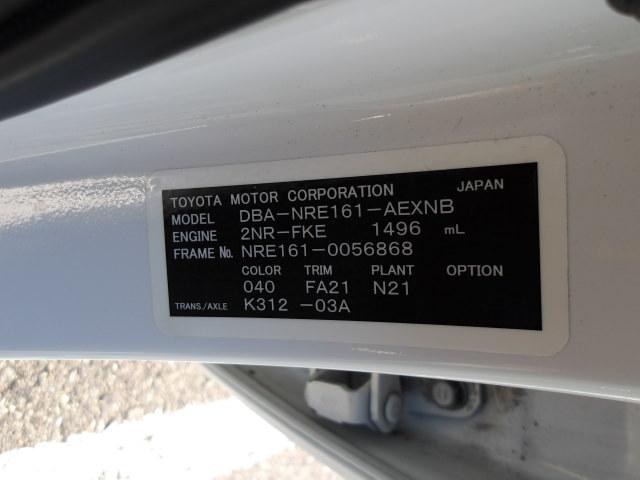 TOYOTA MOTOR CORPORATION JAPAN
MODEL DBA-NRE161-AEXNB
ENGINE 2NR-FKE 1496 mL
FRAME No. NRE161-0056868
COLOR TRIM PLANT OPTION
040 FA21 N21
TRANS./AXLE K312 -03A